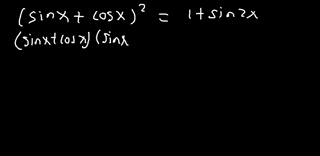 (sinx + cosx)² = 1+ sin2x
(sinx+cosx)(sinx